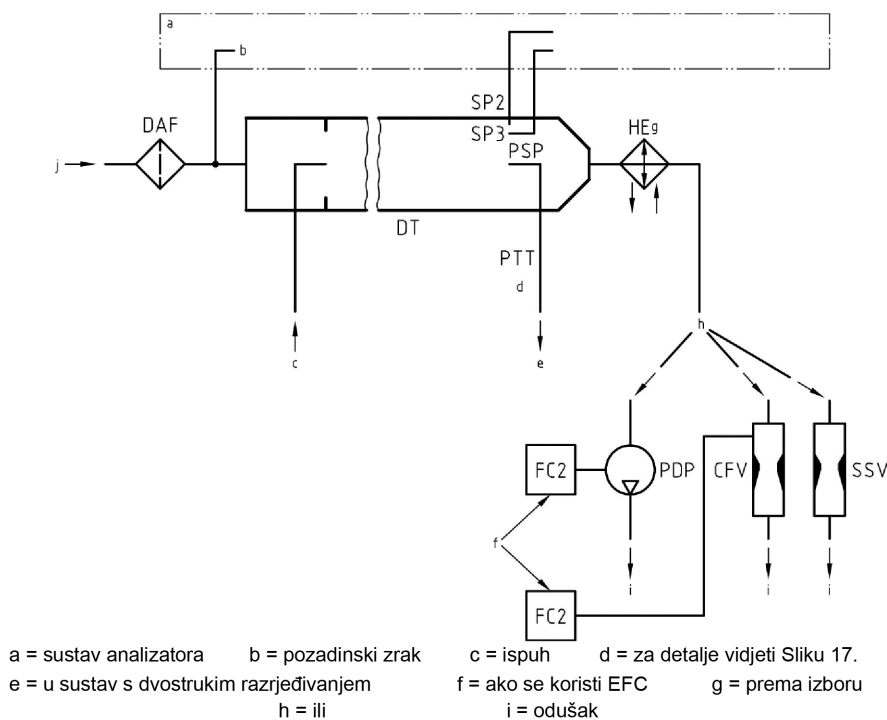 a
b
SP2
DAF
SP3
HEg
j
PSP
DT
PTT
d
h
c
e
FC2
PDP
CFV
SSV
f
i
i
i
FC2
a = sustav analizatora b = pozadinski zrak c = ispuh d = za detalje vidjeti Sliku 17.
e = u sustav s dvostrukim razrjeđivanjem f = ako se koristi EFC g = prema izboru
h = ili i = odušak